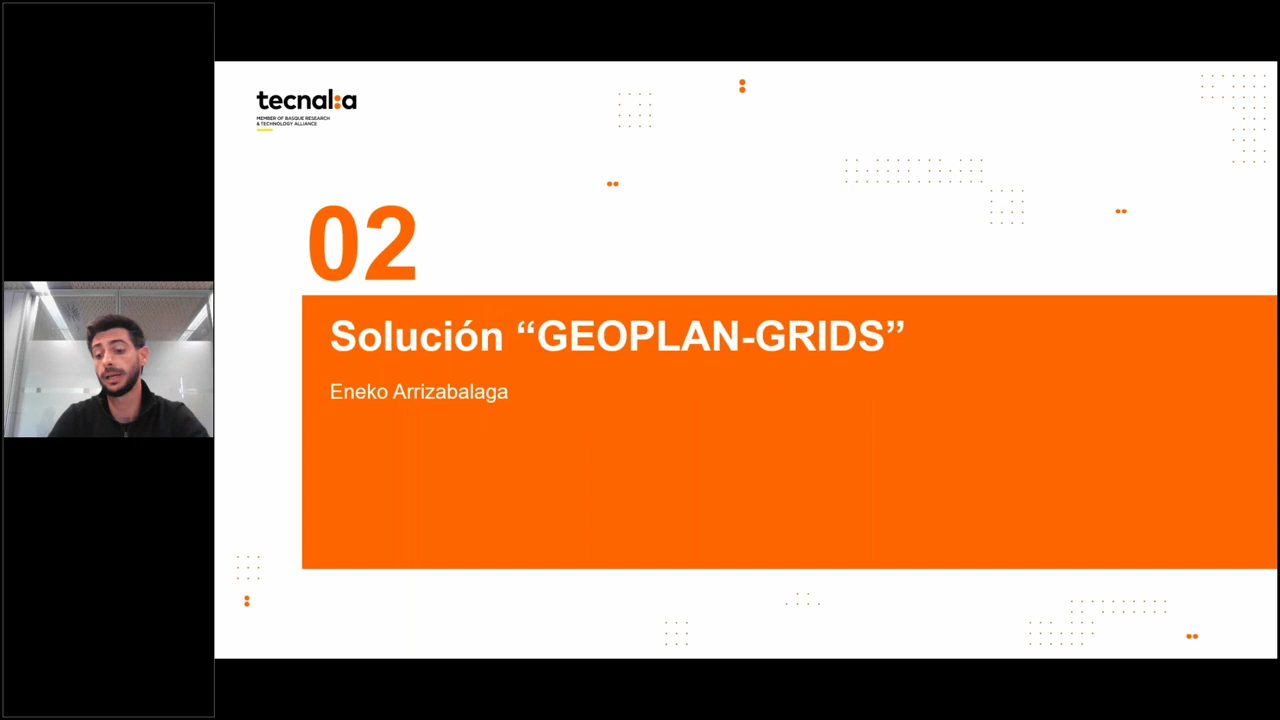 tecnal:a
MEMBER OF BASQUE RESEARCH
& TECHNOLOGY ALLIANCE
02
Solución “GEOPLAN-GRIDS”
Eneko Arrizabalaga